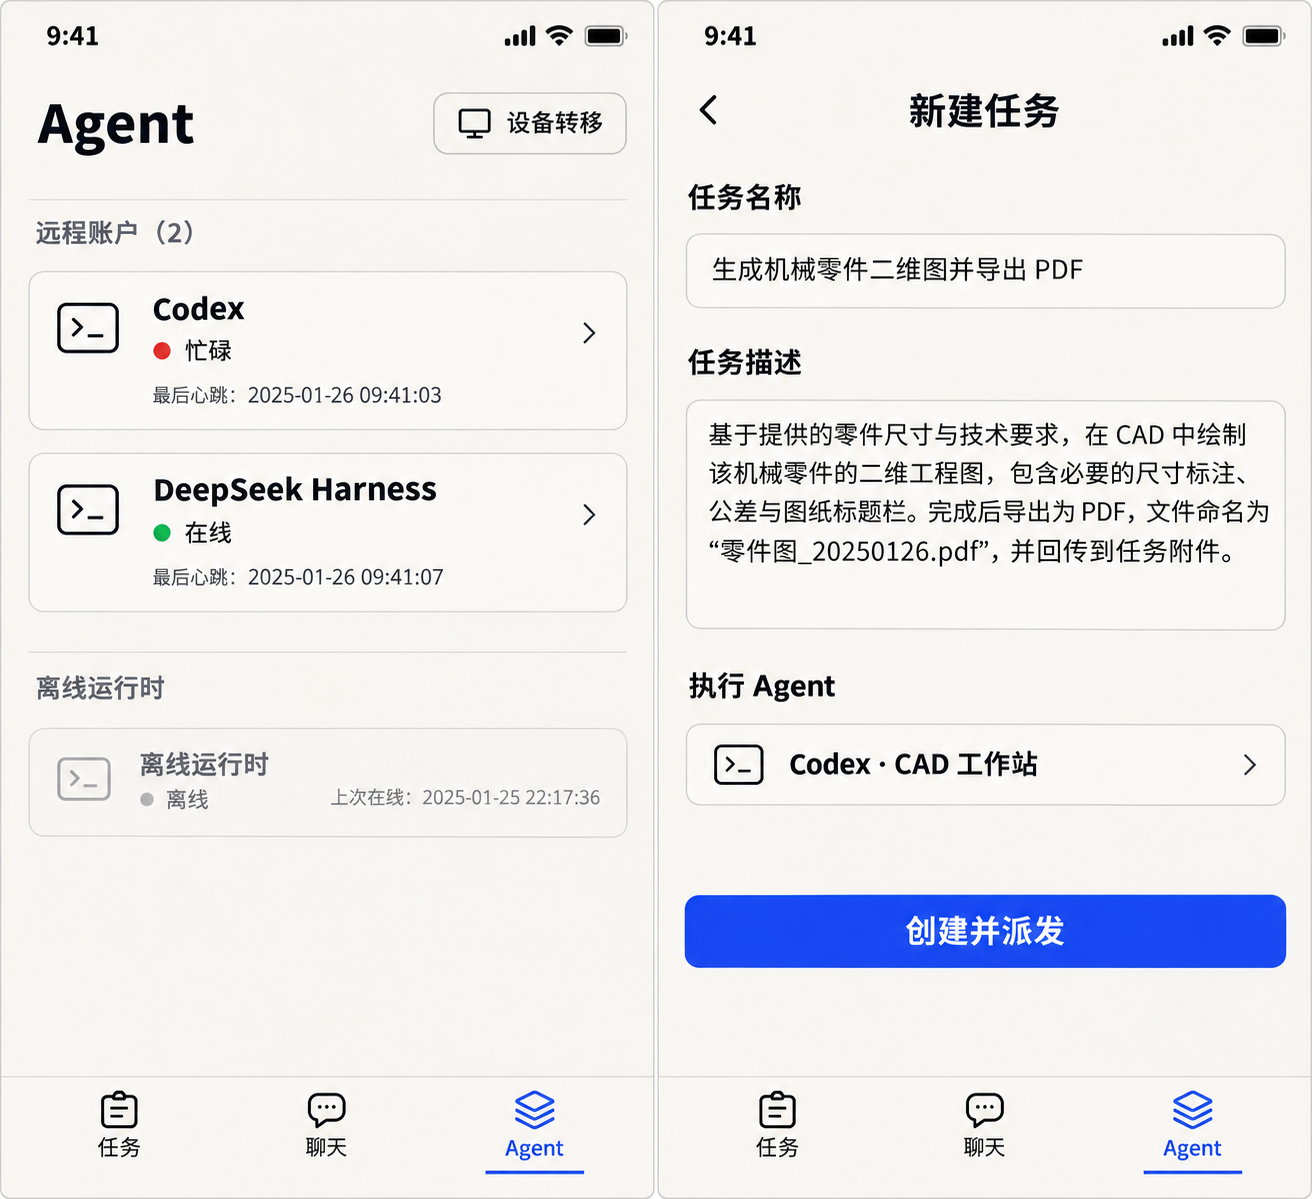 9:41
Agent
设备转移
远程账户（2）
Codex
忙碌
最后心跳：2025-01-26 09:41:03
DeepSeek Harness
在线
最后心跳：2025-01-26 09:41:07
离线运行时
离线运行时
离线
上次在线：2025-01-25 22:17:36
任务
聊天
Agent
9:41
新建任务
任务名称
生成机械零件二维图并导出 PDF
任务描述
基于提供的零件尺寸与技术要求，在 CAD 中绘制
该机械零件的二维工程图，包含必要的尺寸标注、
公差与图纸标题栏。完成后导出为 PDF，文件命名为
“零件图_20250126.pdf”，并回传到任务附件。
执行 Agent
Codex · CAD 工作站
创建并派发
任务
聊天
Agent